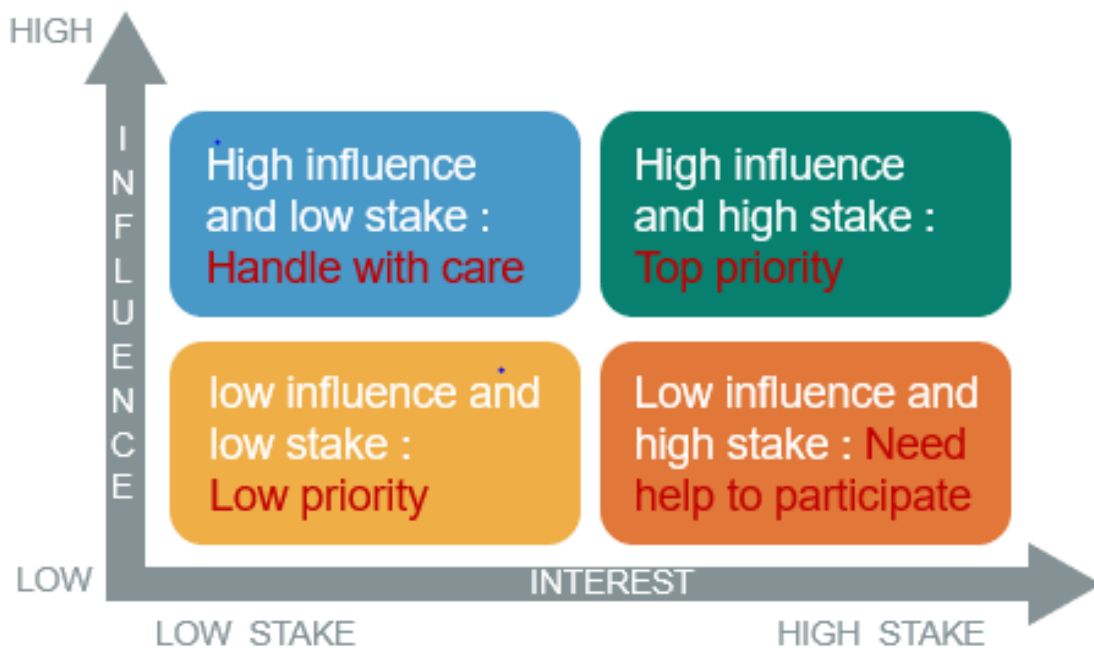 HIGH
INFLUENCE
High influence
and low stake :
Handle with care
High influence
and high stake :
Top priority
low influence and
low stake :
Low priority
Low influence and
high stake : Need
help to participate
LOW
INTEREST
LOW STAKE
HIGH STAKE